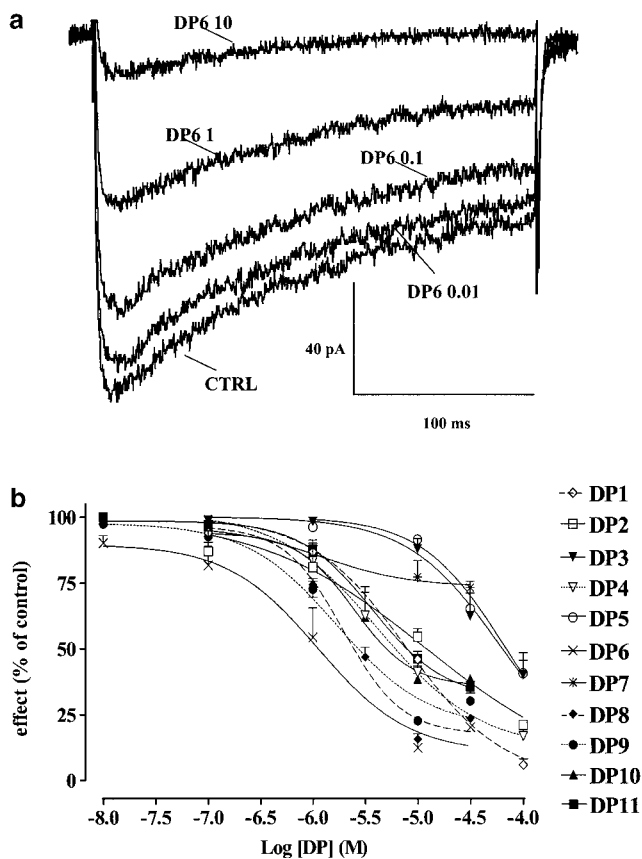 a
DP6 10
DP6 1
DP6 0.1
DP6 0.01
40 pA
CTRL
100 ms
b
100
75
50
25
0
effect (% of control)
-8.0 -7.5 -7.0 -6.5 -6.0 -5.5 -5.0 -4.5 -4.0
Log [DP] (M)
DP1
DP2
DP3
DP4
DP5
DP6
DP7
DP8
DP9
DP10
DP11